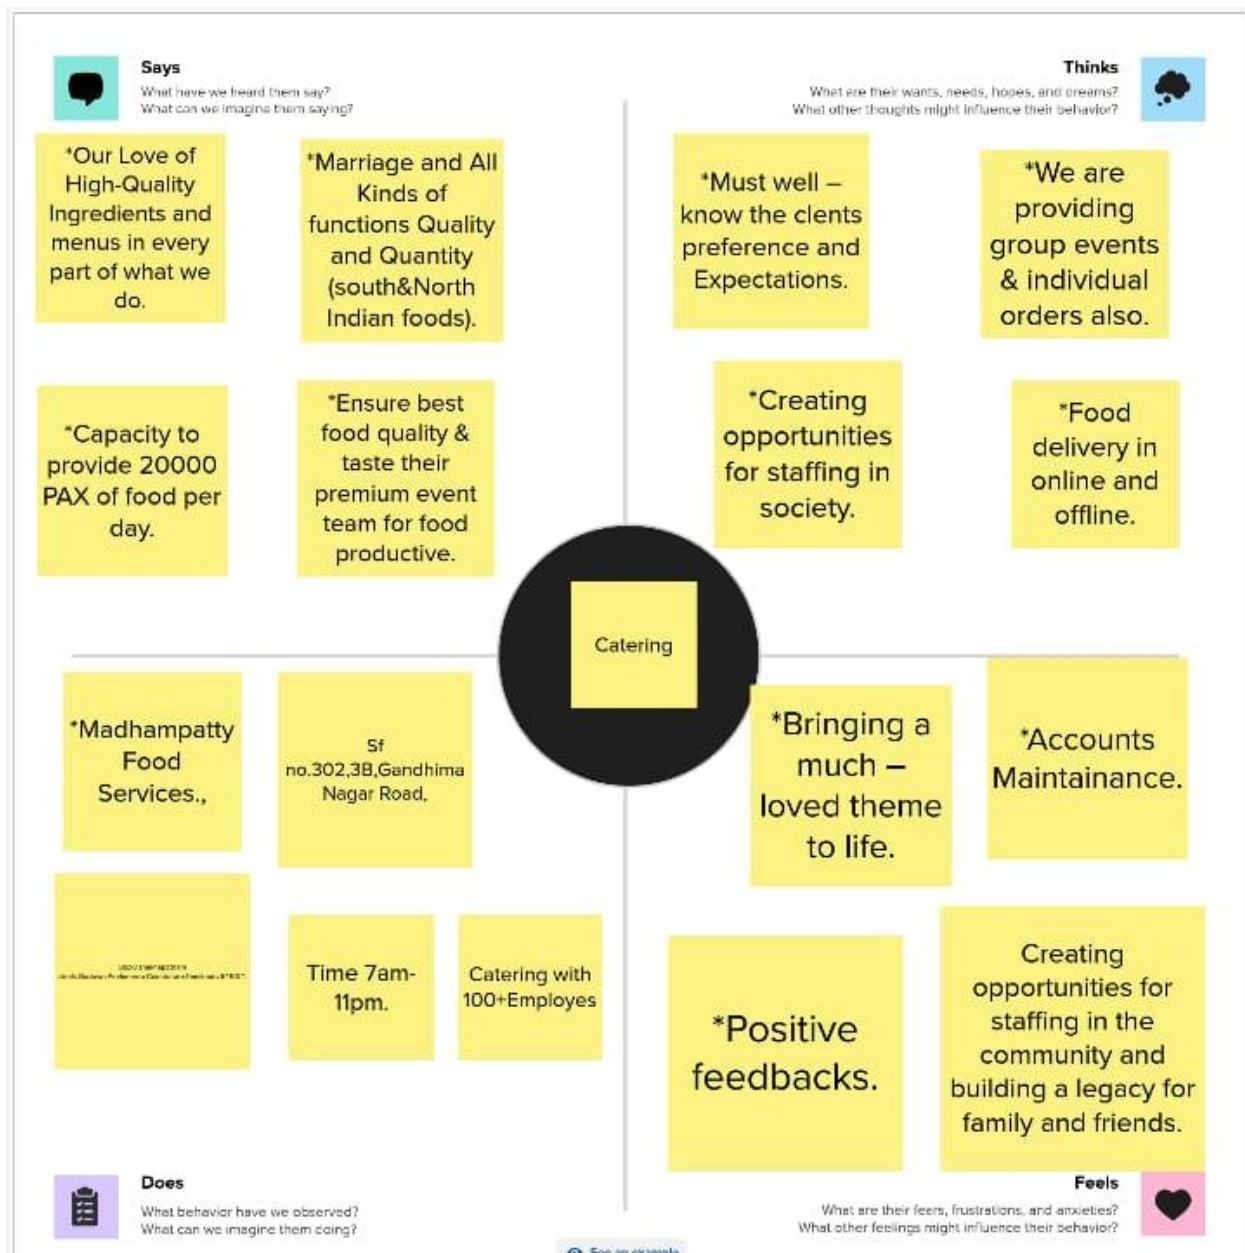 Says
What have we heard them say?
What can we imagine them saying?
*Our Love of
High-Quality
Ingredients and
menus in every
part of what we
do.
*Marriage and All
Kinds of
functions Quality
and Quantity
(south&North
Indian foods).
*Capacity to
provide 20000
PAX of food per
day.
*Ensure best
food quality &
taste their
premium event
team for food
productive.
Thinks
What are their wants, needs, hopes, and dreams?
What other thoughts might influence their behavior?
*Must well –
know the clents
preference and
Expectations.
*We are
providing
group events
& individual
orders also.
*Creating
opportunities
for staffing in
society.
*Food
delivery in
online and
offline.
Catering
*Madhampatty
Food
Services.,
Sf
no.302,3B,Gandhima
Nagar Road,
Time 7am-
11pm.
Catering with
100+Employes
Does
What behavior have we observed?
What can we imagine them doing?
*Bringing a
much –
loved theme
to life.
*Accounts
Maintainance.
*Positive
feedbacks.
Creating
opportunities for
staffing in the
community and
building a legacy for
family and friends.
Feels
What are their fears, frustrations, and anxieties?
What other feelings might influence their behavior?
See an example